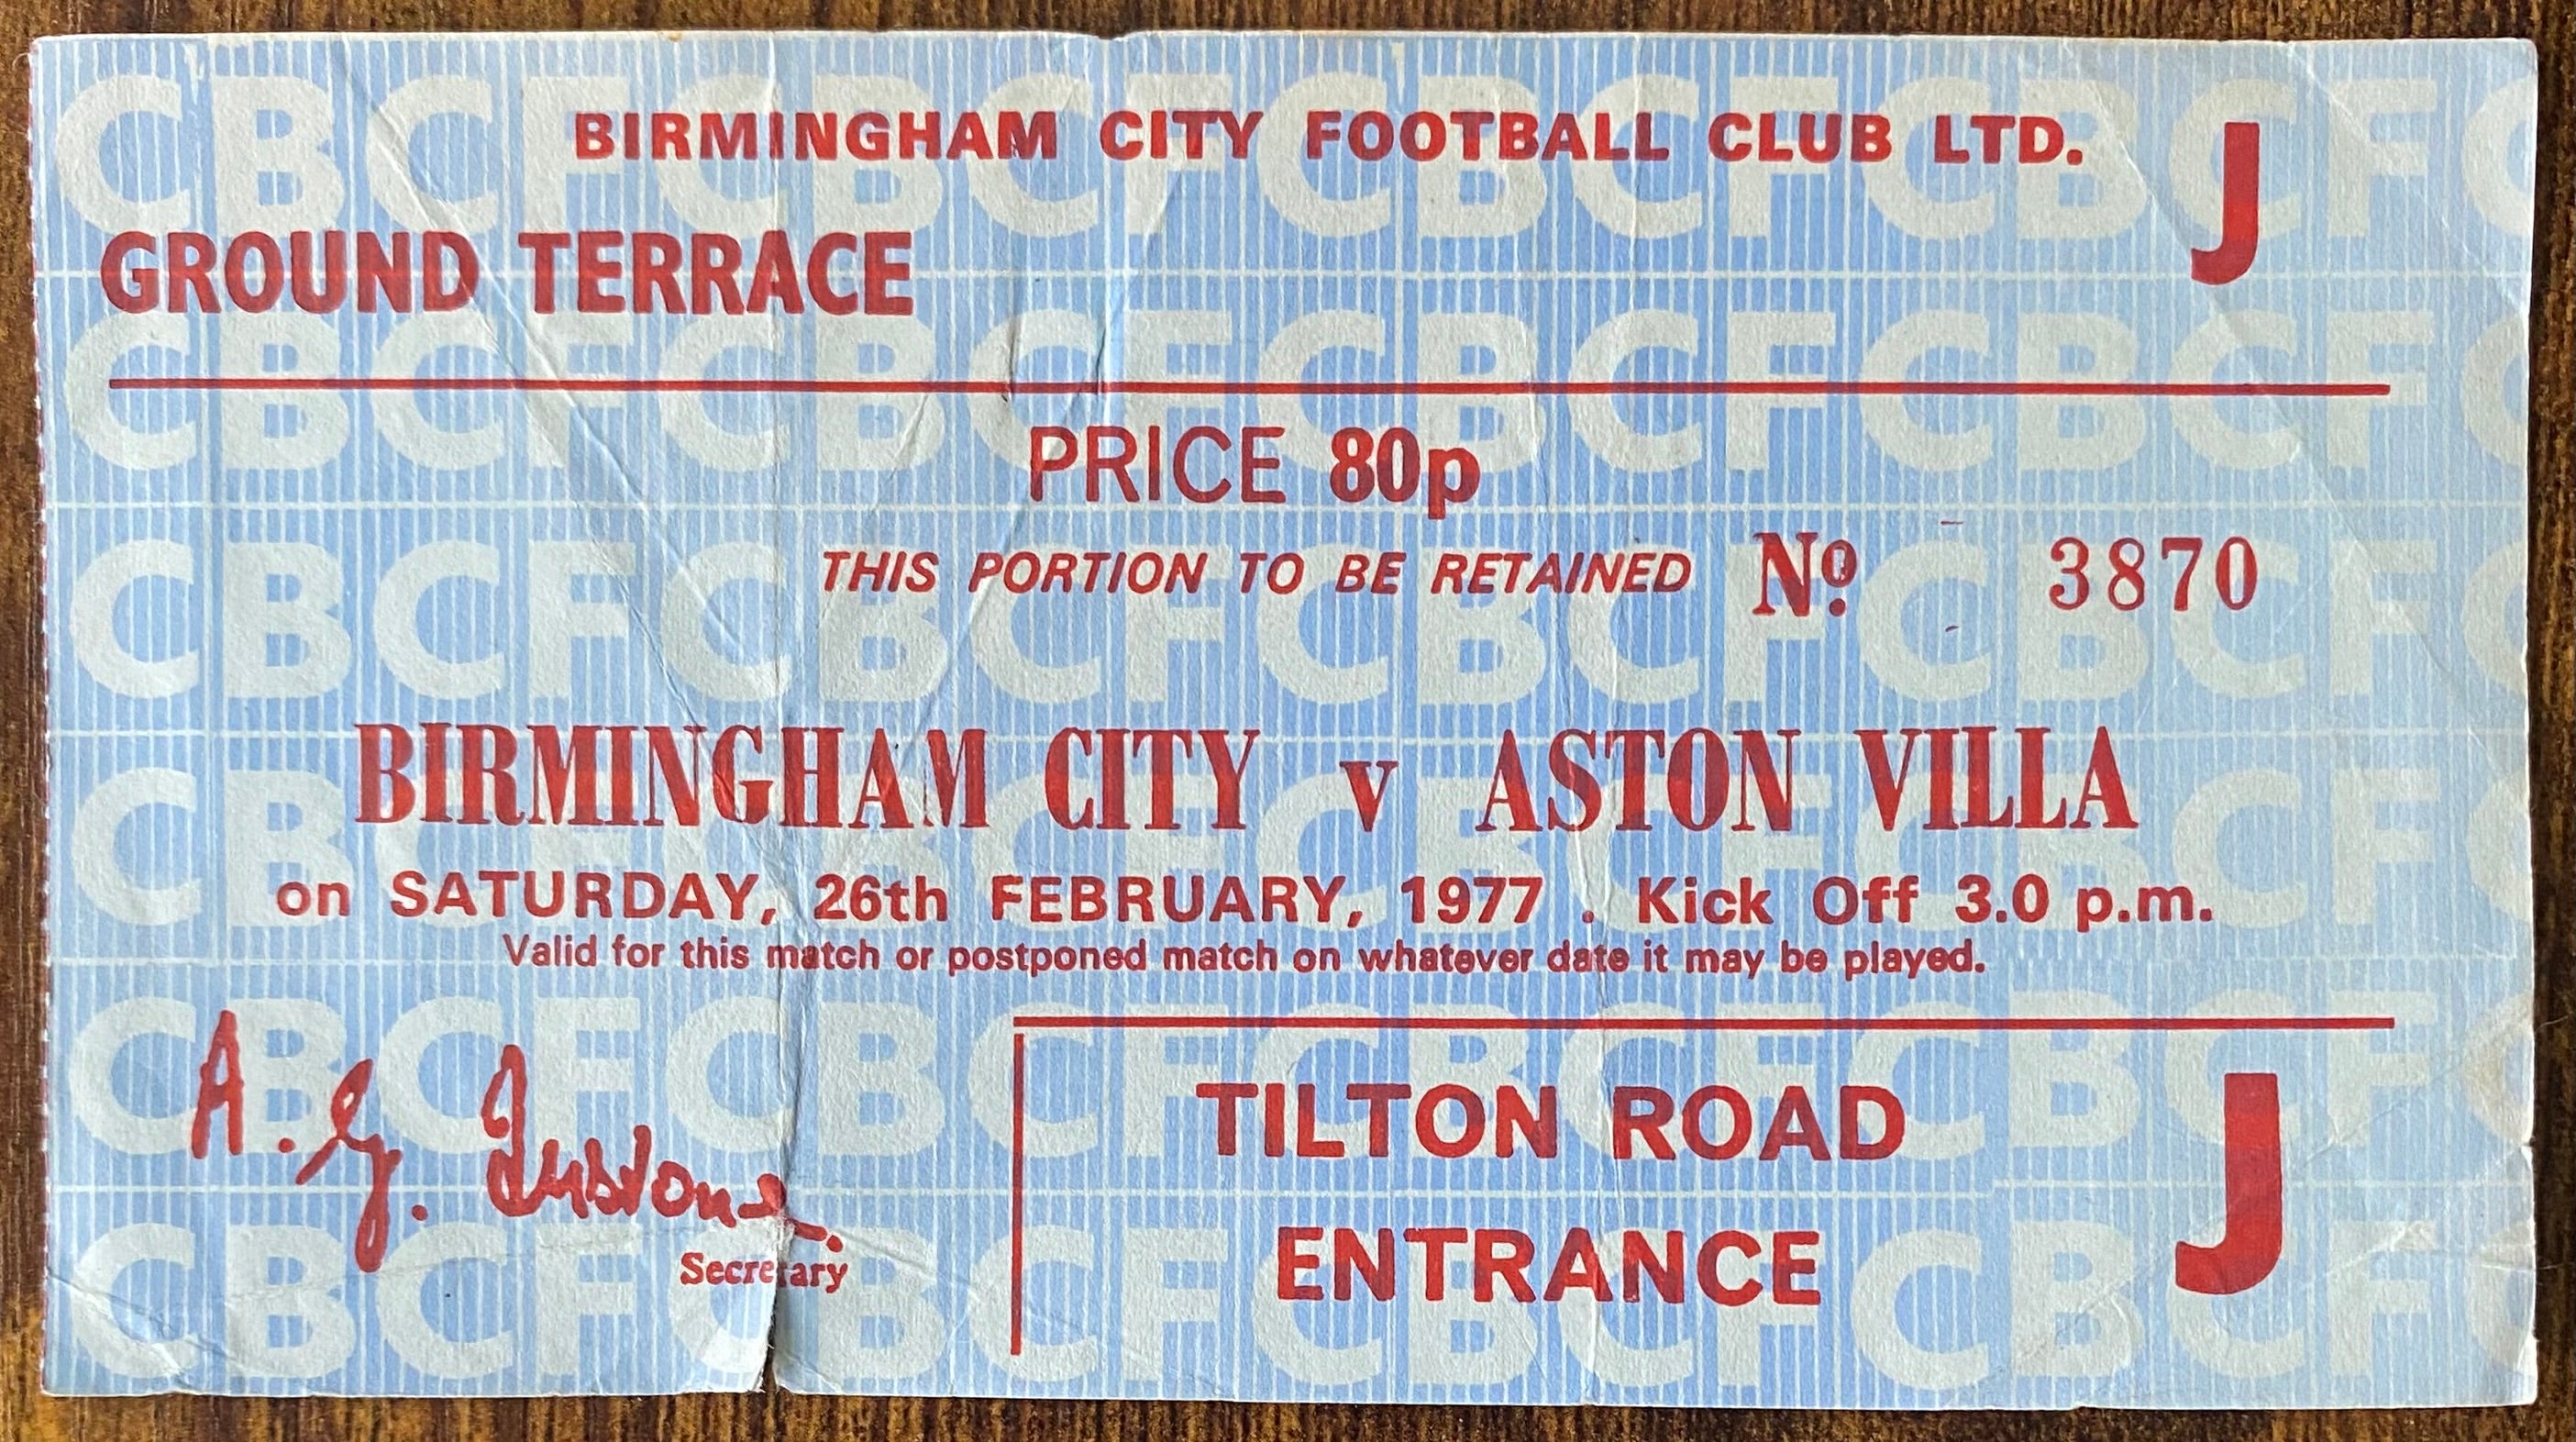 BIRMINGHAM CITY FOOTBALL CLUB LTD. J
GROUND TERRACE
PRICE 80p
THIS PORTION TO BE RETAINED Nº 3870
BIRMINGHAM CITY v ASTON VILLA
on SATURDAY, 26th FEBRUARY, 1977 . Kick Off 3.0 p.m.
Valid for this match or postponed match on whatever date it may be played.
A. G.
Secretary
TILTON ROAD
ENTRANCE
J